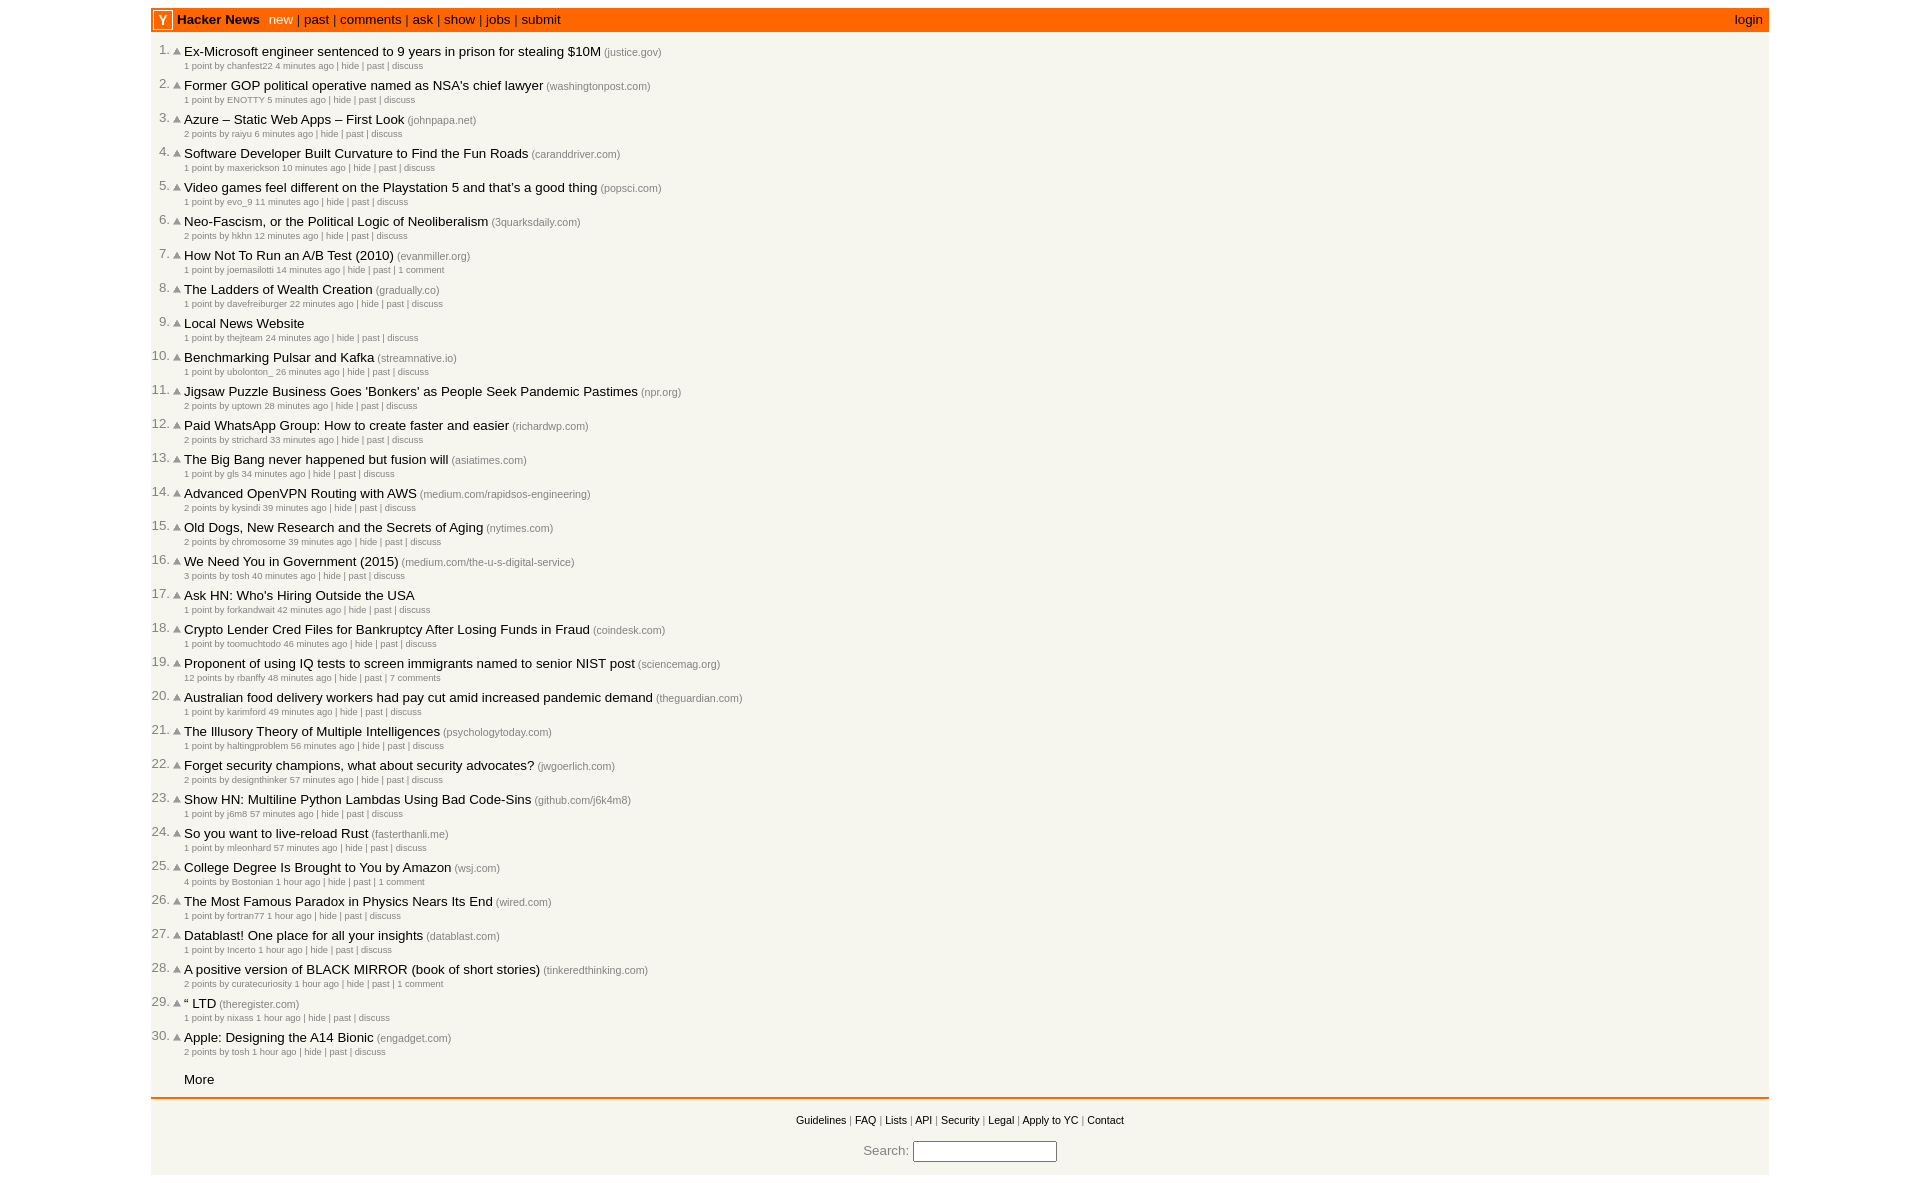 Y Hacker News new | past | comments | ask | show | jobs | submit login
1. Ex-Microsoft engineer sentenced to 9 years in prison for stealing $10M (justice.gov)
1 point by chanfest22 4 minutes ago | hide | past | discuss
2. Former GOP political operative named as NSA's chief lawyer (washingtonpost.com)
1 point by ENOTTY 5 minutes ago | hide | past | discuss
3. Azure – Static Web Apps – First Look (johnpapa.net)
2 points by raiyu 6 minutes ago | hide | past | discuss
4. Software Developer Built Curvature to Find the Fun Roads (caranddriver.com)
1 point by maxerickson 10 minutes ago | hide | past | discuss
5. Video games feel different on the Playstation 5 and that’s a good thing (popsci.com)
1 point by evo_9 11 minutes ago | hide | past | discuss
6. Neo-Fascism, or the Political Logic of Neoliberalism (3quarksdaily.com)
2 points by hkhn 12 minutes ago | hide | past | discuss
7. How Not To Run an A/B Test (2010) (evanmiller.org)
1 point by joemasilotti 14 minutes ago | hide | past | 1 comment
8. The Ladders of Wealth Creation (gradually.co)
1 point by davefreiburger 22 minutes ago | hide | past | discuss
9. Local News Website
1 point by thejteam 24 minutes ago | hide | past | discuss
10. Benchmarking Pulsar and Kafka (streamnative.io)
1 point by ubolonton_ 26 minutes ago | hide | past | discuss
11. Jigsaw Puzzle Business Goes 'Bonkers' as People Seek Pandemic Pastimes (npr.org)
2 points by uptown 28 minutes ago | hide | past | discuss
12. Paid WhatsApp Group: How to create faster and easier (richardwp.com)
2 points by strichard 33 minutes ago | hide | past | discuss
13. The Big Bang never happened but fusion will (asiatimes.com)
1 point by gls 34 minutes ago | hide | past | discuss
14. Advanced OpenVPN Routing with AWS (medium.com/rapidsos-engineering)
2 points by kysindi 39 minutes ago | hide | past | discuss
15. Old Dogs, New Research and the Secrets of Aging (nytimes.com)
2 points by chromosome 39 minutes ago | hide | past | discuss
16. We Need You in Government (2015) (medium.com/the-u-s-digital-service)
3 points by tosh 40 minutes ago | hide | past | discuss
17. Ask HN: Who's Hiring Outside the USA
1 point by forkandwait 42 minutes ago | hide | past | discuss
18. Crypto Lender Cred Files for Bankruptcy After Losing Funds in Fraud (coindesk.com)
1 point by toomuchtodo 46 minutes ago | hide | past | discuss
19. Proponent of using IQ tests to screen immigrants named to senior NIST post (sciencemag.org)
12 points by rbanffy 48 minutes ago | hide | past | 7 comments
20. Australian food delivery workers had pay cut amid increased pandemic demand (theguardian.com)
1 point by karimford 49 minutes ago | hide | past | discuss
21. The Illusory Theory of Multiple Intelligences (psychologytoday.com)
1 point by haltingproblem 56 minutes ago | hide | past | discuss
22. Forget security champions, what about security advocates? (jwgoerlich.com)
2 points by designthinker 57 minutes ago | hide | past | discuss
23. Show HN: Multiline Python Lambdas Using Bad Code-Sins (github.com/j6k4m8)
1 point by j6m8 57 minutes ago | hide | past | discuss
24. So you want to live-reload Rust (fasterthanli.me)
1 point by mleonhard 57 minutes ago | hide | past | discuss
25. College Degree Is Brought to You by Amazon (wsj.com)
4 points by Bostonian 1 hour ago | hide | past | 1 comment
26. The Most Famous Paradox in Physics Nears Its End (wired.com)
1 point by fortran77 1 hour ago | hide | past | discuss
27. Datablast! One place for all your insights (datablast.com)
1 point by Incerto 1 hour ago | hide | past | discuss
28. A positive version of BLACK MIRROR (book of short stories) (tinkeredthinking.com)
2 points by curatecuriosity 1 hour ago | hide | past | 1 comment
29. “ LTD (theregister.com)
1 point by nixass 1 hour ago | hide | past | discuss
30. Apple: Designing the A14 Bionic (engadget.com)
2 points by tosh 1 hour ago | hide | past | discuss
More
Guidelines | FAQ | Lists | API | Security | Legal | Apply to YC | Contact
Search: